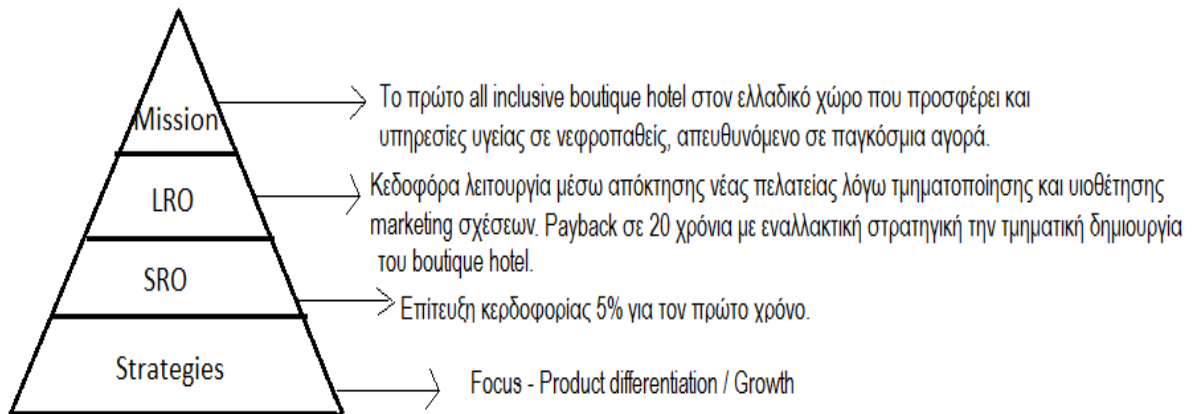 Mission
Το πρώτο all inclusive boutique hotel στον ελλαδικό χώρο που προσφέρει και
υπηρεσίες υγείας σε νεφροπαθείς, απευθυνόμενο σε παγκόσμια αγορά.
LRO
Κεδοφόρα λειτουργία μέσω απόκτησης νέας πελατείας λόγω τμηματοποίησης και υιοθέτησης
marketing σχέσεων. Payback σε 20 χρόνια με εναλλακτική στρατηγική την τμηματική δημιουργία
του boutique hotel.
SRO
Επίτευξη κερδοφορίας 5% για τον πρώτο χρόνο.
Strategies
Focus - Product differentiation / Growth